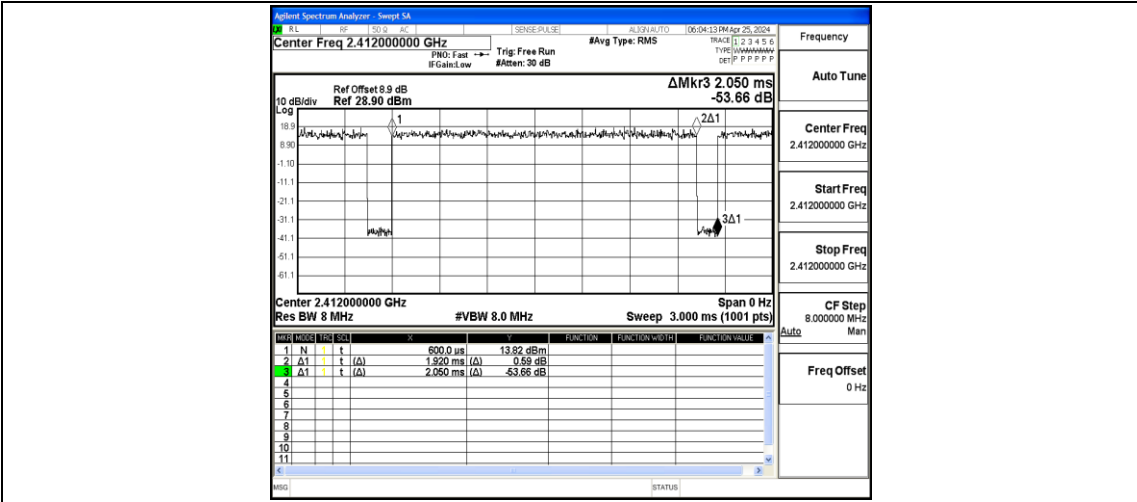 Agilent Spectrum Analyzer - Swept SA
RL RF 50 Ω AC SENSE:PULSE ALIGN AUTO 06:04:13 PM Apr 25, 2024
Center Freq 2.412000000 GHz
PNO: Fast
IFGain:Low
Trig: Free Run
#Atten: 30 dB
#Avg Type: RMS
TRACE 1 2 3 4 5 6
TYPE
DET P P P P P P
Ref Offset 8.9 dB
10 dB/div Ref 28.90 dBm
Log
ΔMkr3 2.050 ms
-53.66 dB
18.9
8.90
-1.10
-11.1
-21.1
-31.1
-41.1
-51.1
-61.1
1
2Δ1
3Δ1
Center 2.412000000 GHz Span 0 Hz
Res BW 8 MHz #VBW 8.0 MHz Sweep 3.000 ms (1001 pts)
MKR MODE TRC SCL X Y FUNCTION FUNCTION WIDTH FUNCTION VALUE
1 N 1 t 600.0 us 13.82 dBm
2 Δ1 1 t (Δ) 1.920 ms (Δ) 0.59 dB
3 Δ1 1 t (Δ) 2.050 ms (Δ) -53.66 dB
4
5
6
7
8
9
10
11
MSG STATUS
Frequency
Auto Tune
Center Freq
2.412000000 GHz
Start Freq
2.412000000 GHz
Stop Freq
2.412000000 GHz
CF Step
8.000000 MHz
Auto Man
Freq Offset
0 Hz